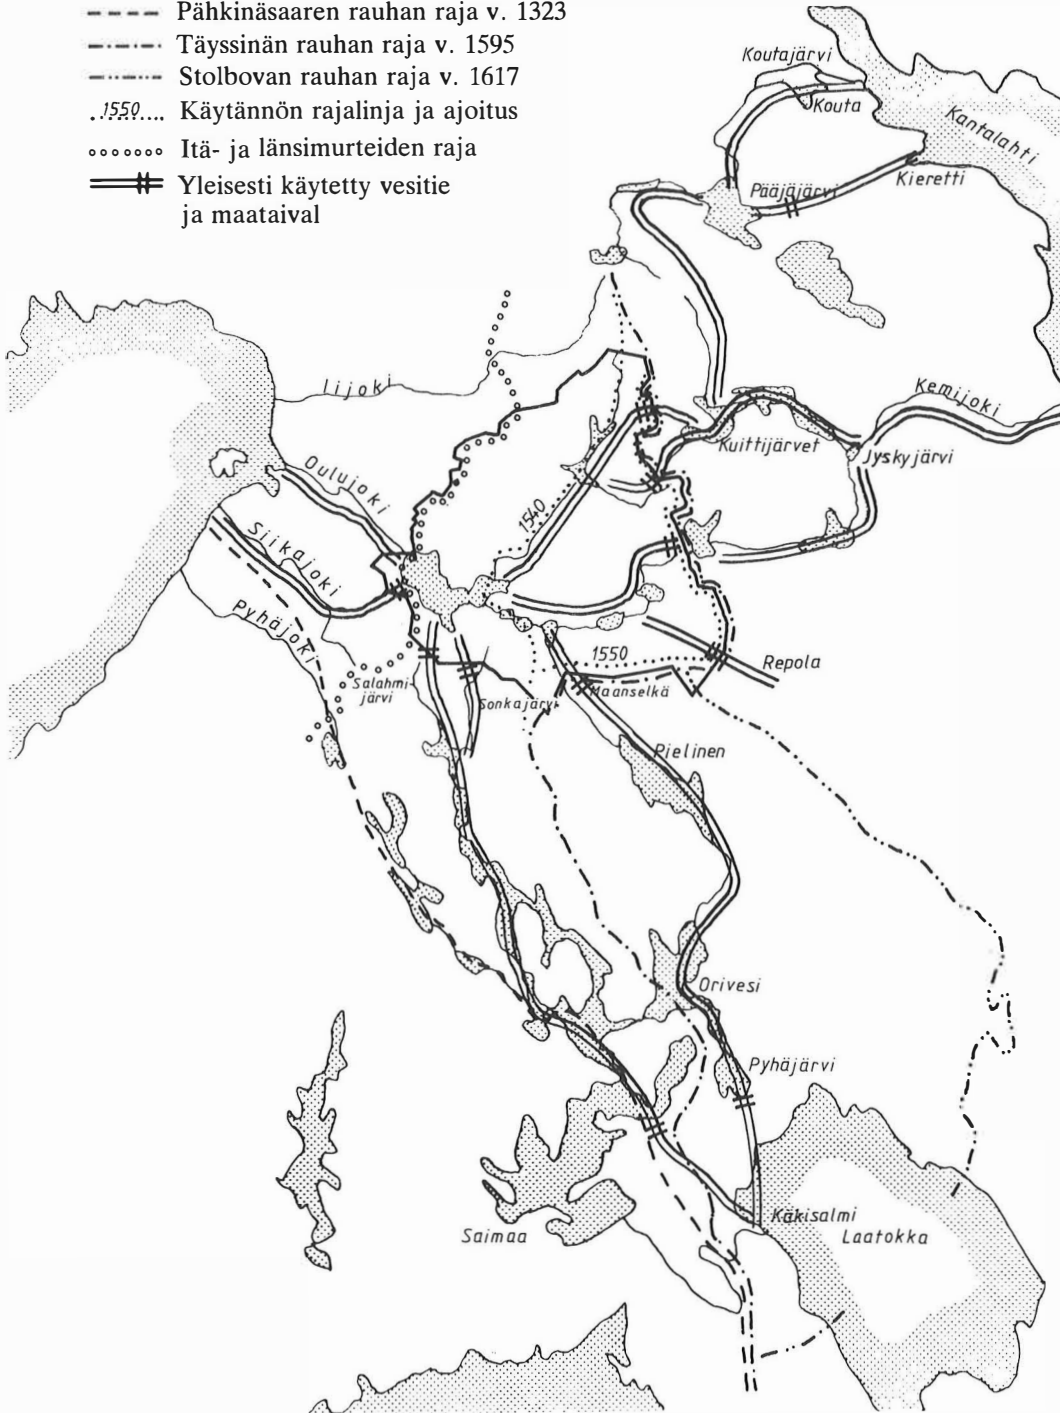 Pähkinäsaaren rauhan raja v. 1323
Täyssinän rauhan raja v. 1595
Stolbovan rauhan raja v. 1617
1550 Käytännön rajalinja ja ajoitus
Itä- ja länsimurteiden raja
Yleisesti käytetty vesitie
ja maataival
Koutajärvi
Kouta
Kantalahti
Kieretti
Pääjäjärvi
Iijoki
Kemijoki
Kuittijärvet
Jyskyjärvi
Oulujoki
1540
Siikajoki
Pyhäjoki
1550
Repola
Salahmi-
järvi
Sonkajärvi
Maanselkä
Pielinen
Orivesi
Pyhäjärvi
Käkisalmi
Saimaa
Laatokka